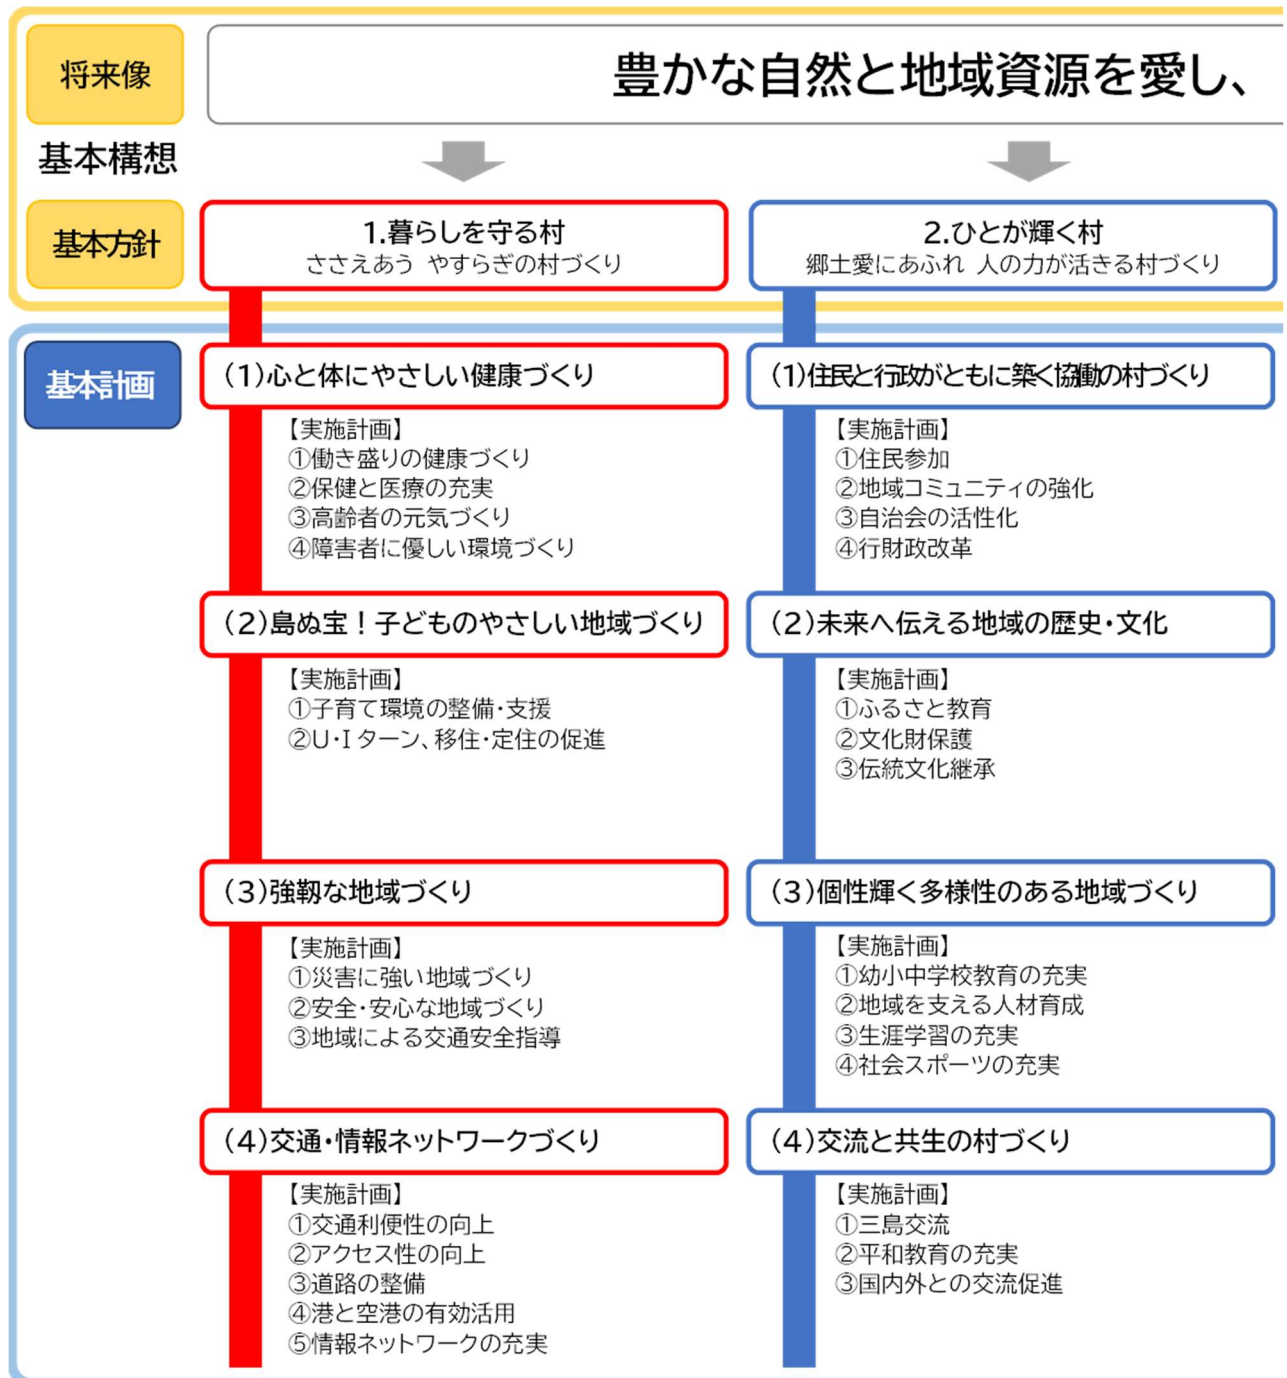 将来像
豊かな自然と地域資源を愛し、
基本構想
基本方針
1.暮らしを守る村
ささえあう やすらぎの村づくり
2.ひとが輝く村
郷土愛にあふれ 人の力が活きる村づくり
基本計画
(1)心と体にやさしい健康づくり
【実施計画】
①働き盛りの健康づくり
②保健と医療の充実
③高齢者の元気づくり
④障害者に優しい環境づくり
(2)島ぬ宝！子どものやさしい地域づくり
【実施計画】
①子育て環境の整備・支援
②U・Iターン、移住・定住の促進
(3)強靱な地域づくり
【実施計画】
①災害に強い地域づくり
②安全・安心な地域づくり
③地域による交通安全指導
(4)交通・情報ネットワークづくり
【実施計画】
①交通利便性の向上
②アクセス性の向上
③道路の整備
④港と空港の有効活用
⑤情報ネットワークの充実
(1)住民と行政がともに築く協働の村づくり
【実施計画】
①住民参加
②地域コミュニティの強化
③自治会の活性化
④行財政改革
(2)未来へ伝える地域の歴史・文化
【実施計画】
①ふるさと教育
②文化財保護
③伝統文化継承
(3)個性輝く多様性のある地域づくり
【実施計画】
①幼小中学校教育の充実
②地域を支える人材育成
③生涯学習の充実
④社会スポーツの充実
(4)交流と共生の村づくり
【実施計画】
①三島交流
②平和教育の充実
③国内外との交流促進